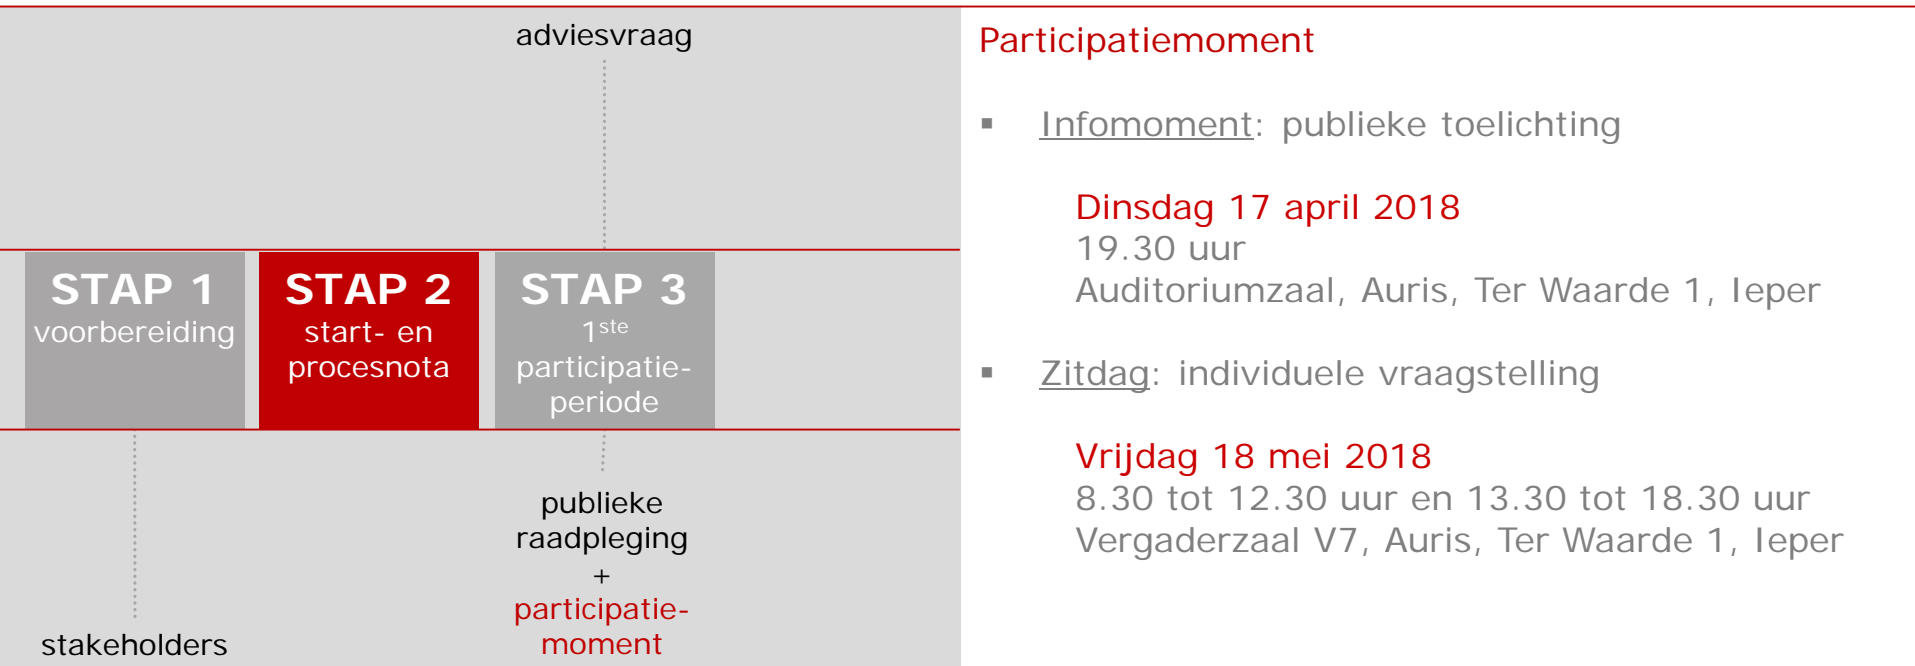 adviesvraag
STAP 1
voorbereiding
STAP 2
start- en
procesnota
STAP 3
1ste
participatie-
periode
stakeholders
publieke
raadpleging
+
participatie-
moment
Participatiemoment
▪ Infomoment: publieke toelichting
Dinsdag 17 april 2018
19.30 uur
Auditoriumzaal, Auris, Ter Waarde 1, Ieper
▪ Zitdag: individuele vraagstelling
Vrijdag 18 mei 2018
8.30 tot 12.30 uur en 13.30 tot 18.30 uur
Vergaderzaal V7, Auris, Ter Waarde 1, Ieper